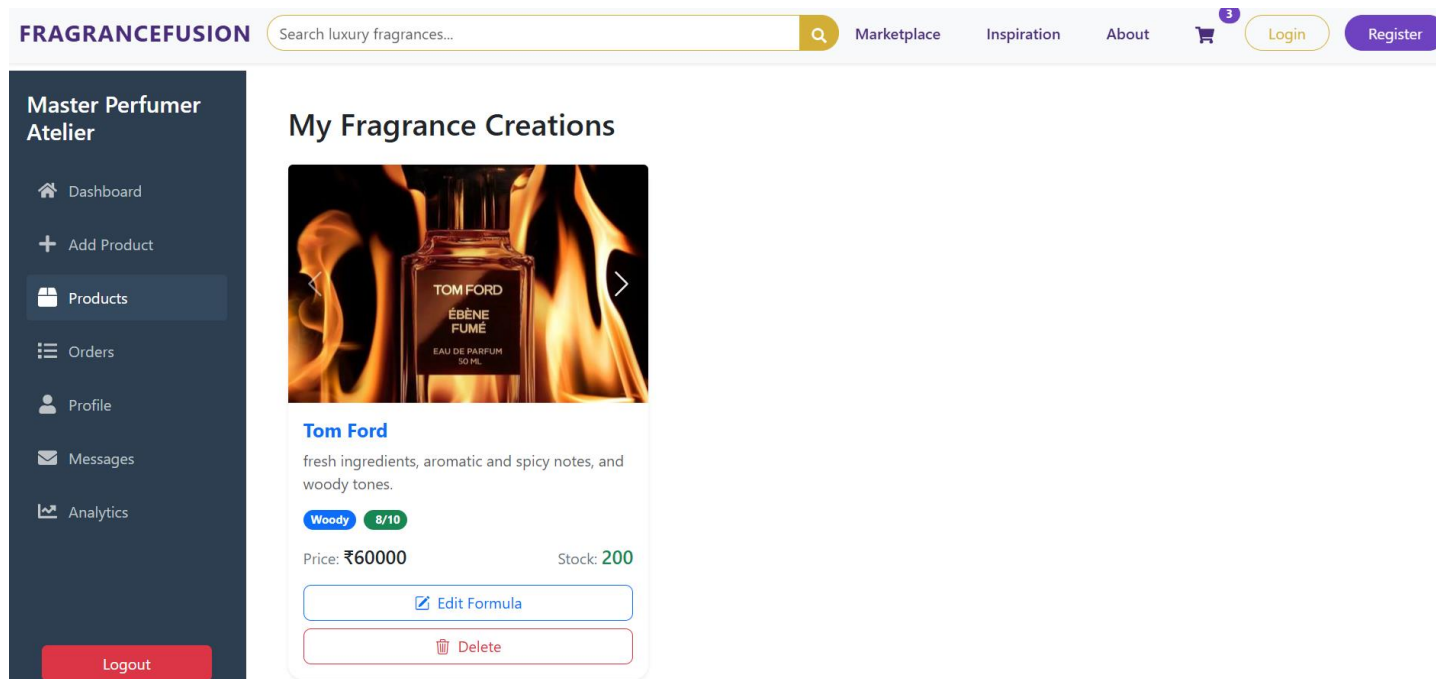 FRAGRANCEFUSION
Search luxury fragrances...
Marketplace
Inspiration
About
3
Login
Register
Master Perfumer
Atelier
Dashboard
Add Product
Products
Orders
Profile
Messages
Analytics
Logout
My Fragrance Creations
TOM FORD
ÉBÈNE
FUMÉ
EAU DE PARFUM
50 ML
Tom Ford
fresh ingredients, aromatic and spicy notes, and
woody tones.
Woody 8/10
Price: ₹60000 Stock: 200
Edit Formula
Delete